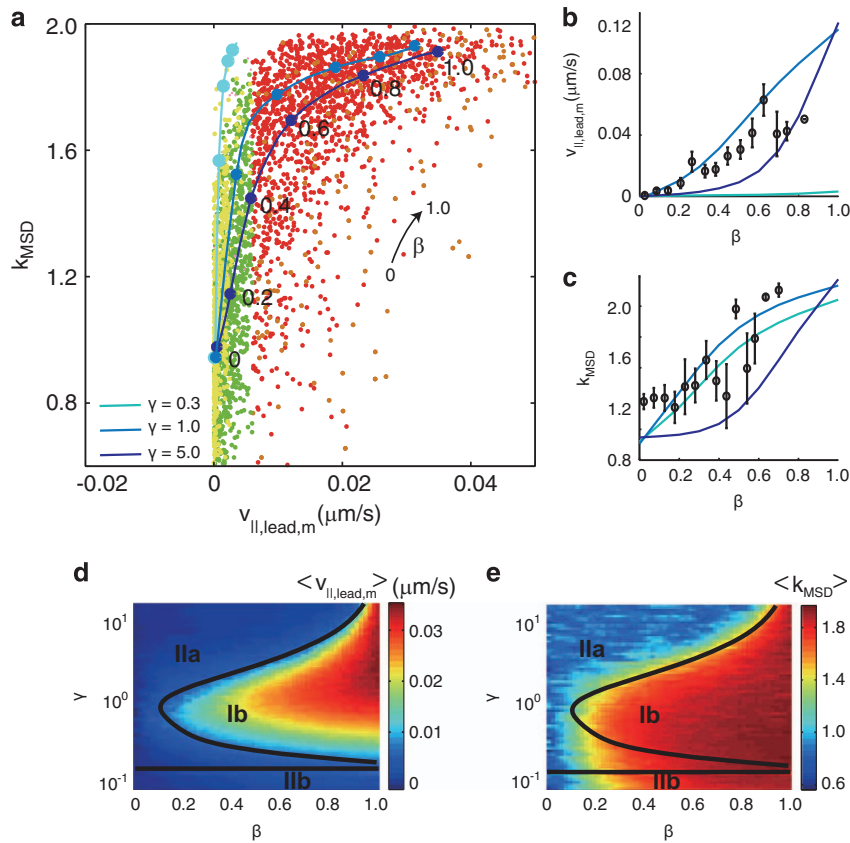 a
2.0
1.6
1.2
0.8
k_MSD
1.0
0.8
0.6
0.4
0.2
0
1.0
β
0
γ = 0.3
γ = 1.0
γ = 5.0
-0.02 0 0.02 0.04
v_||,lead,m (μm/s)
b
0.12
0.08
0.04
0
v_||,lead,m (μm/s)
0 0.2 0.4 0.6 0.8 1.0
β
c
2.0
1.6
1.2
0.8
k_MSD
0 0.2 0.4 0.6 0.8 1.0
β
d
<v_||,lead,m> (μm/s)
10^1
10^0
10^-1
γ
IIa
Ib
IIb
0 0.2 0.4 0.6 0.8 1.0
β
0.03
0.02
0.01
0
e
<k_MSD>
10^1
10^0
10^-1
γ
IIa
Ib
IIb
0 0.2 0.4 0.6 0.8 1.0
β
1.8
1.4
1.0
0.6